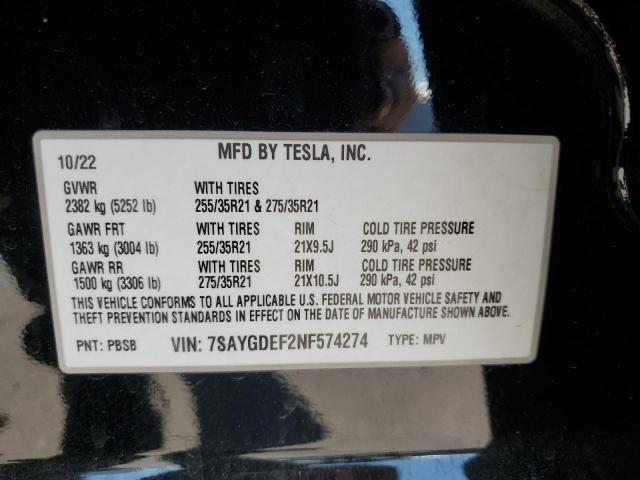 10/22 MFD BY TESLA, INC.
GVWR WITH TIRES
2382 kg (5252 lb) 255/35R21 & 275/35R21
GAWR FRT WITH TIRES RIM COLD TIRE PRESSURE
1363 kg (3004 lb) 255/35R21 21X9.5J 290 kPa, 42 psi
GAWR RR WITH TIRES RIM COLD TIRE PRESSURE
1500 kg (3306 lb) 275/35R21 21X10.5J 290 kPa, 42 psi
THIS VEHICLE CONFORMS TO ALL APPLICABLE U.S. FEDERAL MOTOR VEHICLE SAFETY AND
THEFT PREVENTION STANDARDS IN EFFECT ON THE DATE OF MANUFACTURE SHOWN ABOVE.
PNT: PBSB VIN: 7SAYGDEF2NF574274 TYPE: MPV